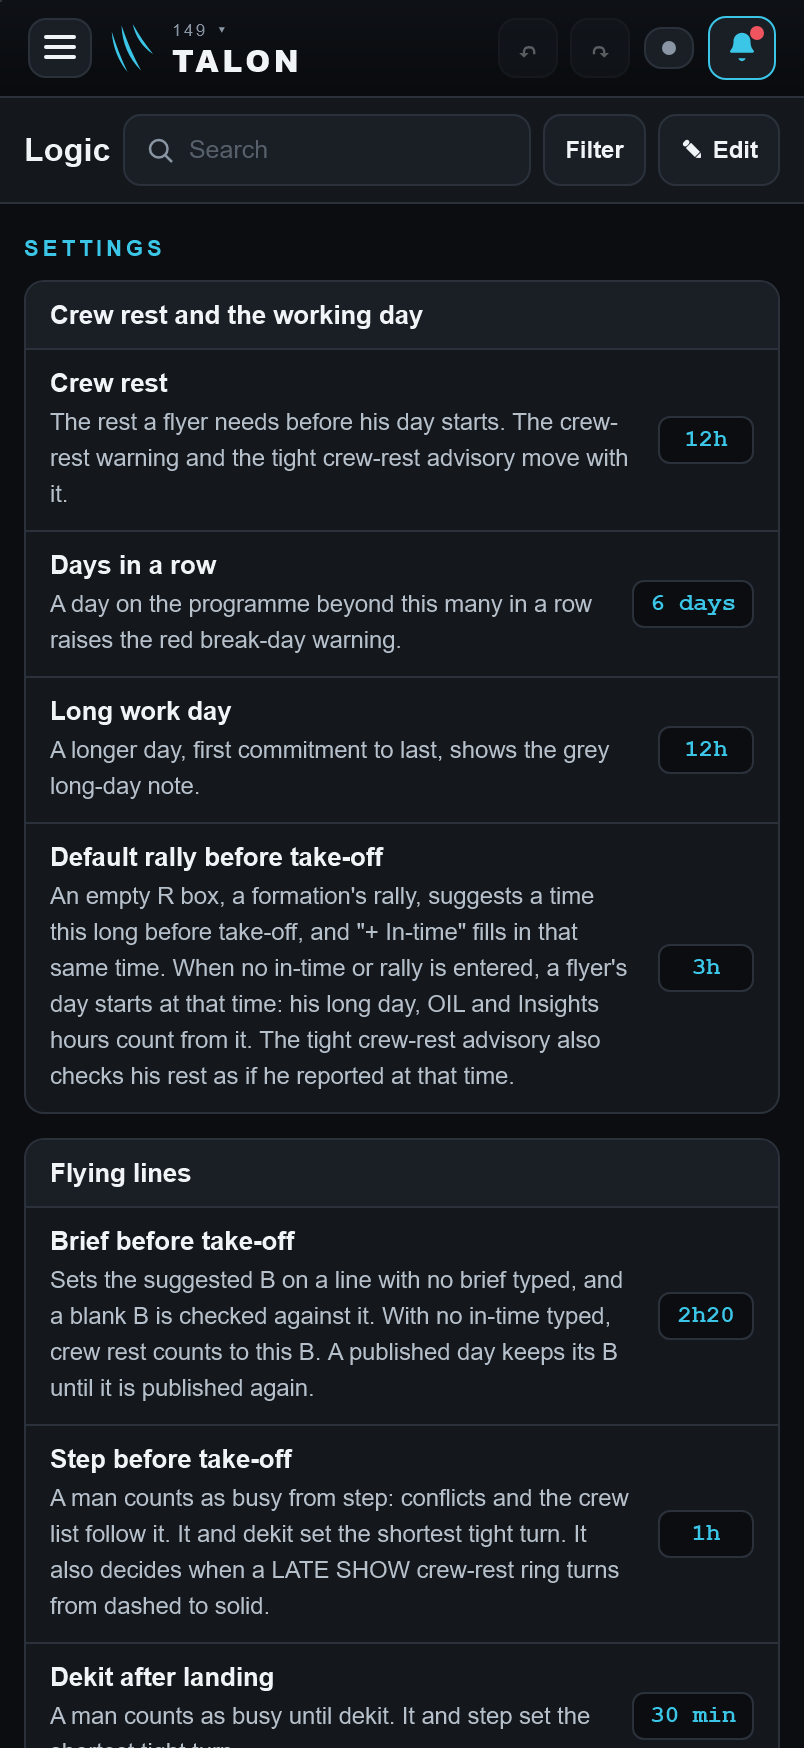 149 ▾
TALON
Logic
Search
Filter
Edit
SETTINGS
Crew rest and the working day
Crew rest
The rest a flyer needs before his day starts. The crew-
rest warning and the tight crew-rest advisory move with
it.
12h
Days in a row
A day on the programme beyond this many in a row
raises the red break-day warning.
6 days
Long work day
A longer day, first commitment to last, shows the grey
long-day note.
12h
Default rally before take-off
An empty R box, a formation's rally, suggests a time
this long before take-off, and "+ In-time" fills in that
same time. When no in-time or rally is entered, a flyer's
day starts at that time: his long day, OIL and Insights
hours count from it. The tight crew-rest advisory also
checks his rest as if he reported at that time.
3h
Flying lines
Brief before take-off
Sets the suggested B on a line with no brief typed, and
a blank B is checked against it. With no in-time typed,
crew rest counts to this B. A published day keeps its B
until it is published again.
2h20
Step before take-off
A man counts as busy from step: conflicts and the crew
list follow it. It and dekit set the shortest tight turn. It
also decides when a LATE SHOW crew-rest ring turns
from dashed to solid.
1h
Dekit after landing
A man counts as busy until dekit. It and step set the
shortest tight turn.
30 min